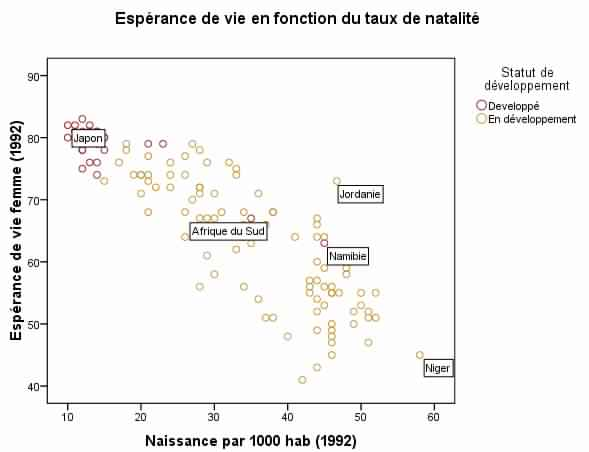 Espérance de vie en fonction du taux de natalité
Statut de
développement
Developpé
En développement
Espérance de vie femme (1992)
90
80
70
60
50
40
Japon
Jordanie
Afrique du Sud
Namibie
Niger
10
20
30
40
50
60
Naissance par 1000 hab (1992)